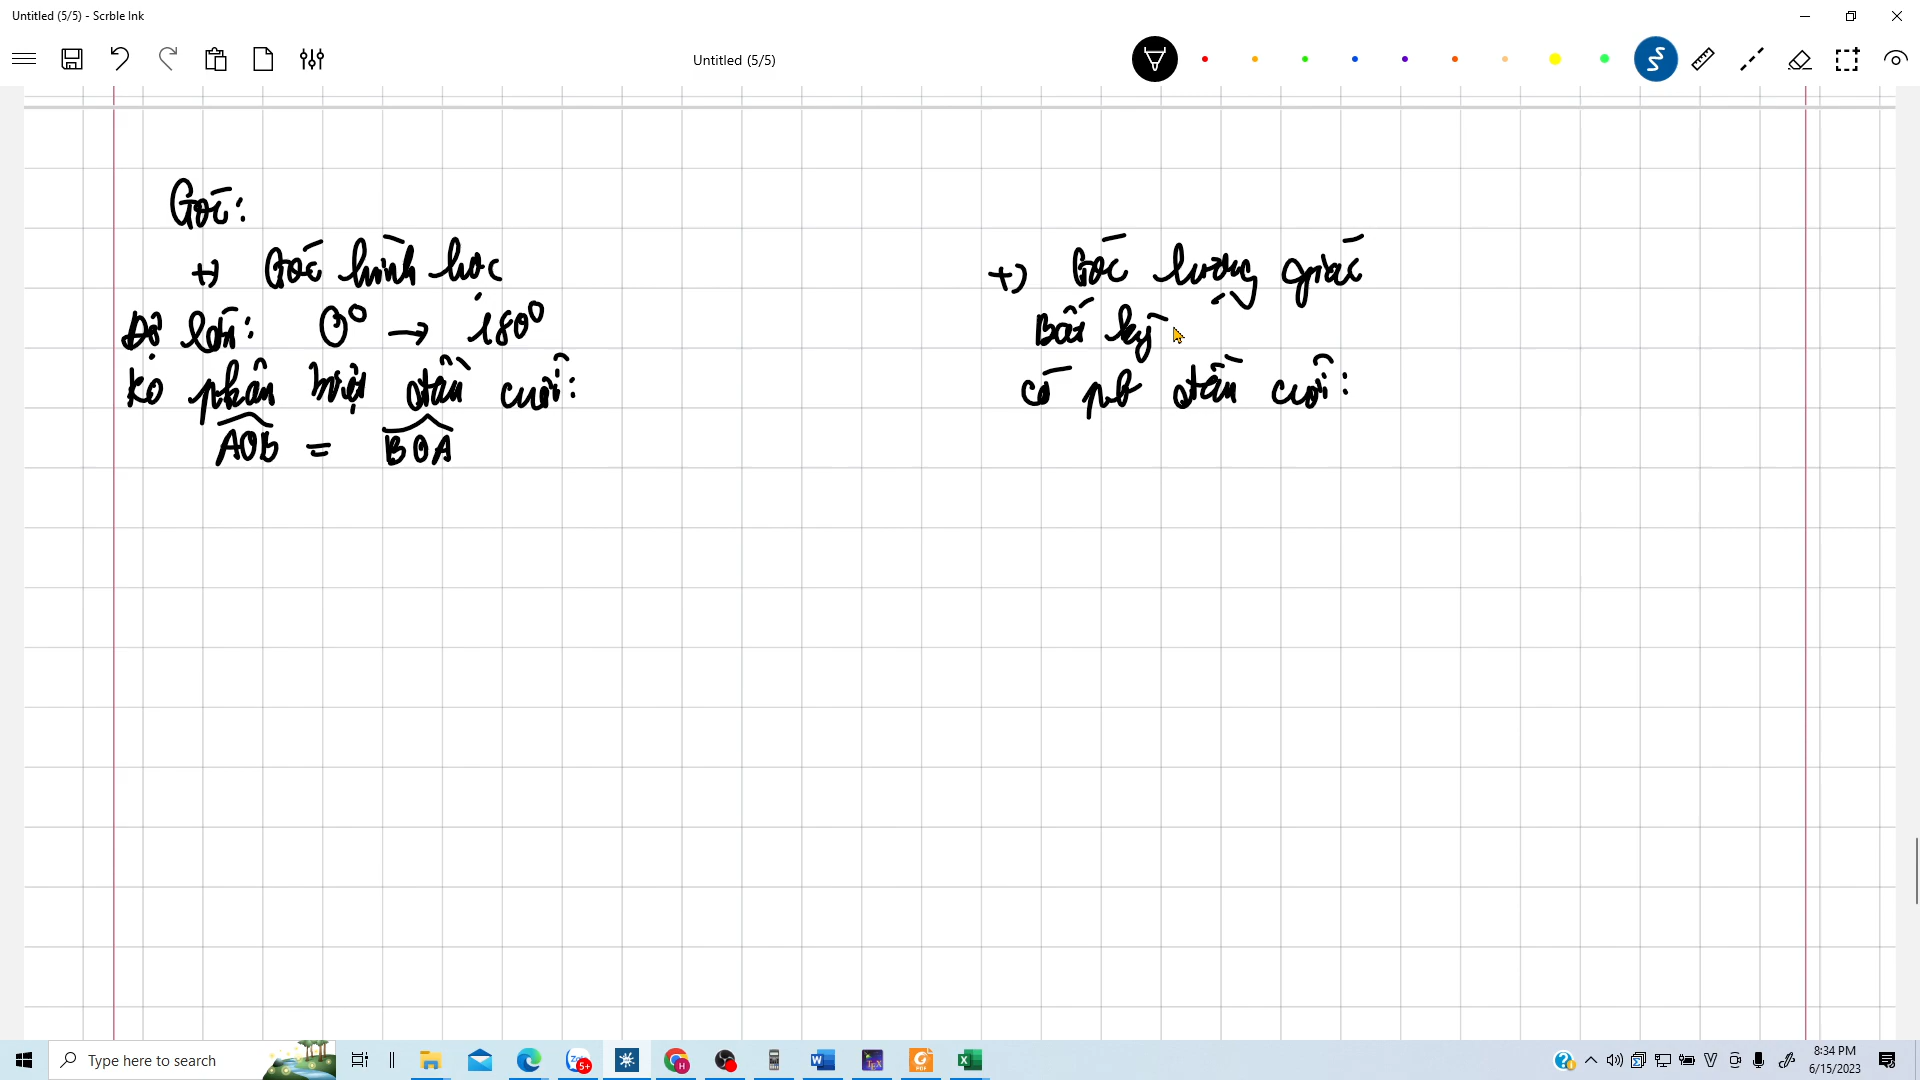 Untitled (5/5) - Scrble Ink
Untitled (5/5)
Góc:
+) Góc hình học
Độ lớn: 0° → 180°
Ko phân biệt đầu cuối:
AOB = BOA
+) Góc lượng giác
Bất kỳ
có pb đầu cuối:
Type here to search
8:34 PM
6/15/2023